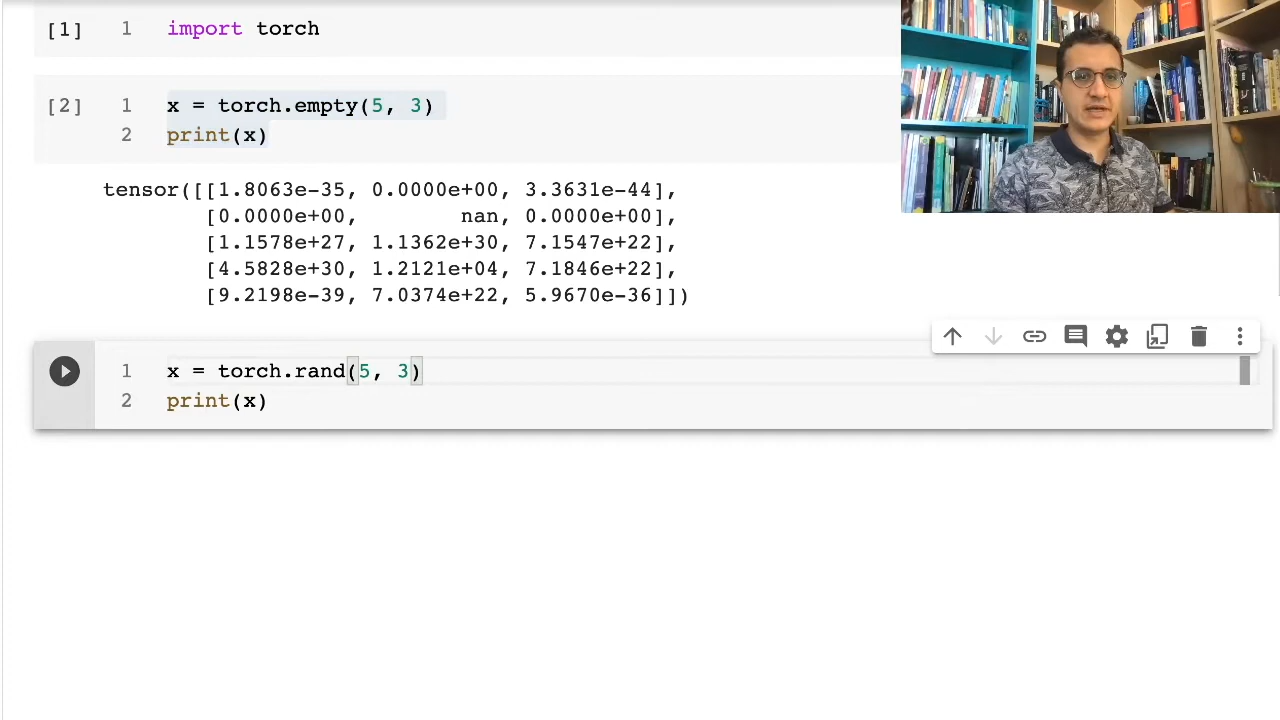 [1] 1 import torch
[2] 1 x = torch.empty(5, 3)
2 print(x)
tensor([[1.8063e-35, 0.0000e+00, 3.3631e-44],
[0.0000e+00, nan, 0.0000e+00],
[1.1578e+27, 1.1362e+30, 7.1547e+22],
[4.5828e+30, 1.2121e+04, 7.1846e+22],
[9.2198e-39, 7.0374e+22, 5.9670e-36]])
1 x = torch.rand(5, 3)
2 print(x)